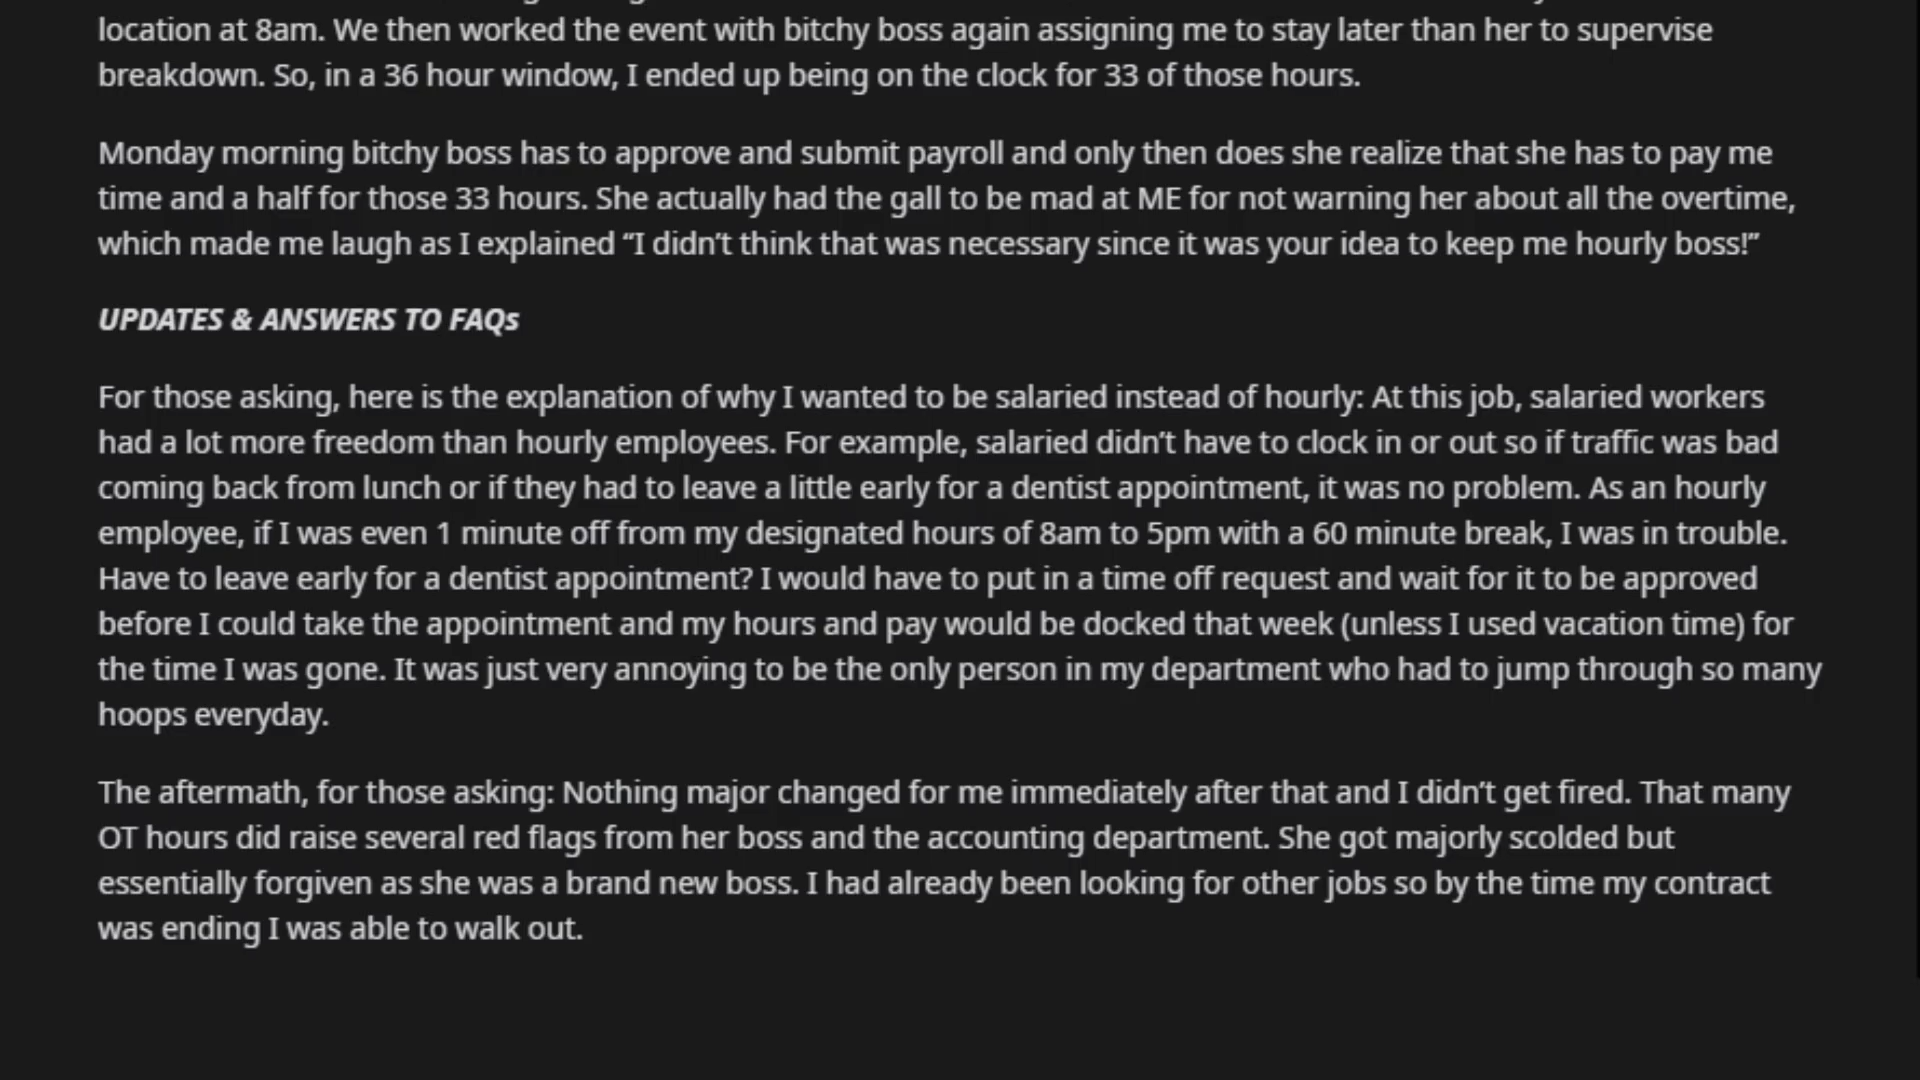 location at 8am. We then worked the event with bitchy boss again assigning me to stay later than her to supervise
breakdown. So, in a 36 hour window, I ended up being on the clock for 33 of those hours.
Monday morning bitchy boss has to approve and submit payroll and only then does she realize that she has to pay me
time and a half for those 33 hours. She actually had the gall to be mad at ME for not warning her about all the overtime,
which made me laugh as I explained “I didn’t think that was necessary since it was your idea to keep me hourly boss!”
UPDATES & ANSWERS TO FAQs
For those asking, here is the explanation of why I wanted to be salaried instead of hourly: At this job, salaried workers
had a lot more freedom than hourly employees. For example, salaried didn’t have to clock in or out so if traffic was bad
coming back from lunch or if they had to leave a little early for a dentist appointment, it was no problem. As an hourly
employee, if I was even 1 minute off from my designated hours of 8am to 5pm with a 60 minute break, I was in trouble.
Have to leave early for a dentist appointment? I would have to put in a time off request and wait for it to be approved
before I could take the appointment and my hours and pay would be docked that week (unless I used vacation time) for
the time I was gone. It was just very annoying to be the only person in my department who had to jump through so many
hoops everyday.
The aftermath, for those asking: Nothing major changed for me immediately after that and I didn’t get fired. That many
OT hours did raise several red flags from her boss and the accounting department. She got majorly scolded but
essentially forgiven as she was a brand new boss. I had already been looking for other jobs so by the time my contract
was ending I was able to walk out.